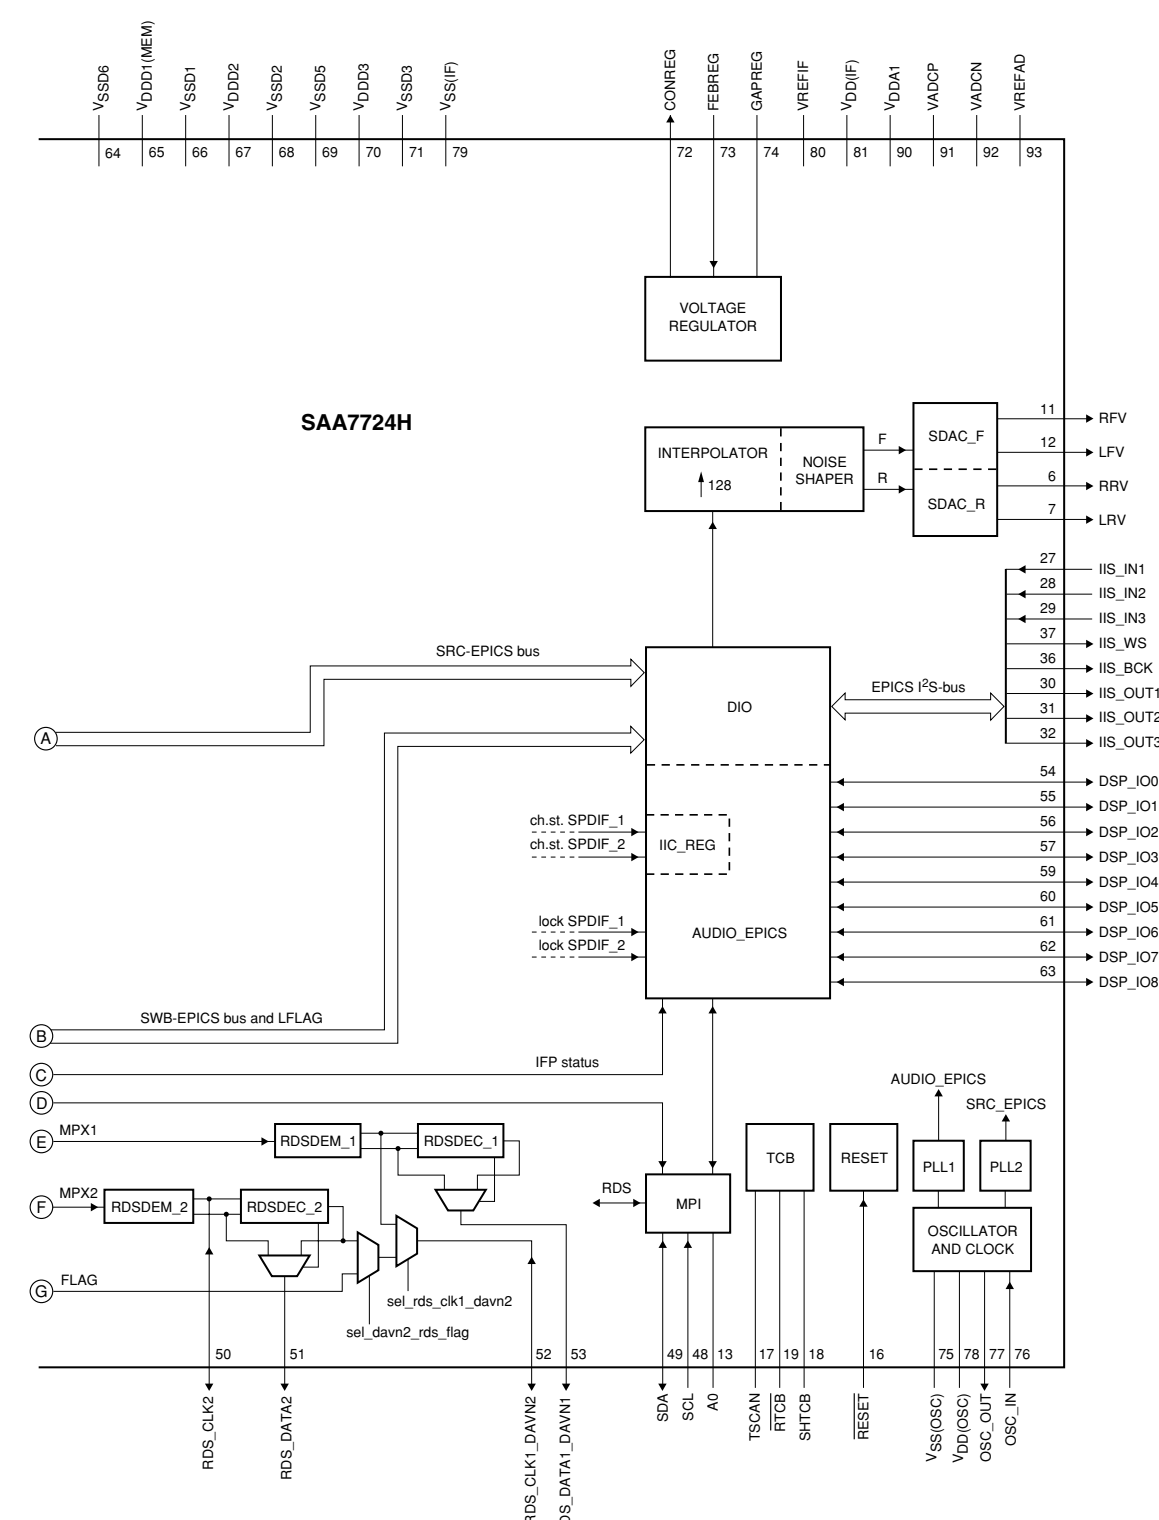 VSSD6
VDDD1(MEM)
VSSD1
VDDD2
VSSD2
VSSD5
VDDD3
VSSD3
VSS(IF)
CONREG
FEBREG
GAPREG
VREFIF
VDD(IF)
VDDA1
VADCP
VADCN
VREFAD
64 65 66 67 68 69 70 71 79 72 73 74 80 81 90 91 92 93
VOLTAGE
REGULATOR
SAA7724H
INTERPOLATOR
128
NOISE
SHAPER
F
R
SDAC_F
SDAC_R
11 RFV
12 LFV
6 RRV
7 LRV
27 IIS_IN1
28 IIS_IN2
29 IIS_IN3
37 IIS_WS
36 IIS_BCK
30 IIS_OUT1
31 IIS_OUT2
32 IIS_OUT3
SRC-EPICS bus
EPICS I2S-bus
DIO
A
54 DSP_IO0
55 DSP_IO1
56 DSP_IO2
57 DSP_IO3
59 DSP_IO4
60 DSP_IO5
61 DSP_IO6
62 DSP_IO7
63 DSP_IO8
ch.st. SPDIF_1
ch.st. SPDIF_2
IIC_REG
lock SPDIF_1
lock SPDIF_2
AUDIO_EPICS
SWB-EPICS bus and LFLAG
B
IFP status
C
D
AUDIO_EPICS
SRC_EPICS
E MPX1
RDSDEM_1
RDSDEC_1
TCB
RESET
PLL1
PLL2
F MPX2
RDSDEM_2
RDSDEC_2
RDS
MPI
OSCILLATOR
AND CLOCK
G FLAG
sel_rds_clk1_davn2
sel_davn2_rds_flag
50 51 52 53 49 48 13 17 19 18 16 75 78 77 76
RDS_CLK2
RDS_DATA2
RDS_CLK1_DAVN2
DS_DATA1_DAVN1
SDA
SCL
A0
TSCAN
RTCB
SHTCB
RESET
VSS(OSC)
VDD(OSC)
OSC_OUT
OSC_IN